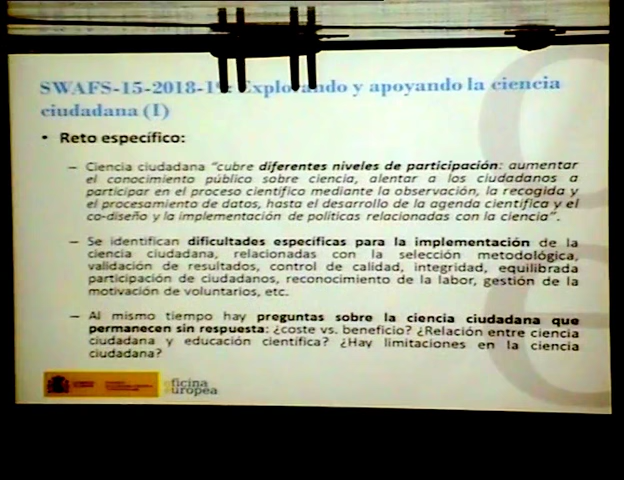 SWAFS-15-2018-19: Explorando y apoyando la ciencia
ciudadana (I)
• Reto específico:
– Ciencia ciudadana "cubre diferentes niveles de participación: aumentar
el conocimiento público sobre ciencia, alentar a los ciudadanos a
participar en el proceso científico mediante la observación, la recogida y
el procesamiento de datos, hasta el desarrollo de la agenda científica y el
co-diseño y la implementación de políticas relacionadas con la ciencia".
– Se identifican dificultades específicas para la implementación de la
ciencia ciudadana, relacionadas con la selección metodológica,
validación de resultados, control de calidad, integridad, equilibrada
participación de ciudadanos, reconocimiento de la labor, gestión de la
motivación de voluntarios, etc.
– Al mismo tiempo hay preguntas sobre la ciencia ciudadana que
permanecen sin respuesta: ¿coste vs. beneficio? ¿Relación entre ciencia
ciudadana y educación científica? ¿Hay limitaciones en la ciencia
ciudadana?
oficina
europea